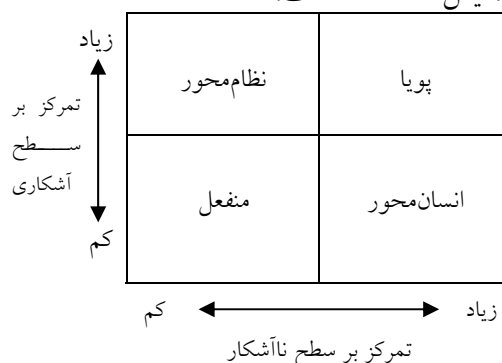 زیاد
نظام‌محور
پویا
تمرکز بر
سطح
آشکاری
منفعل
انسان‌محور
کم
کم
زیاد
تمرکز بر سطح ناآشکار